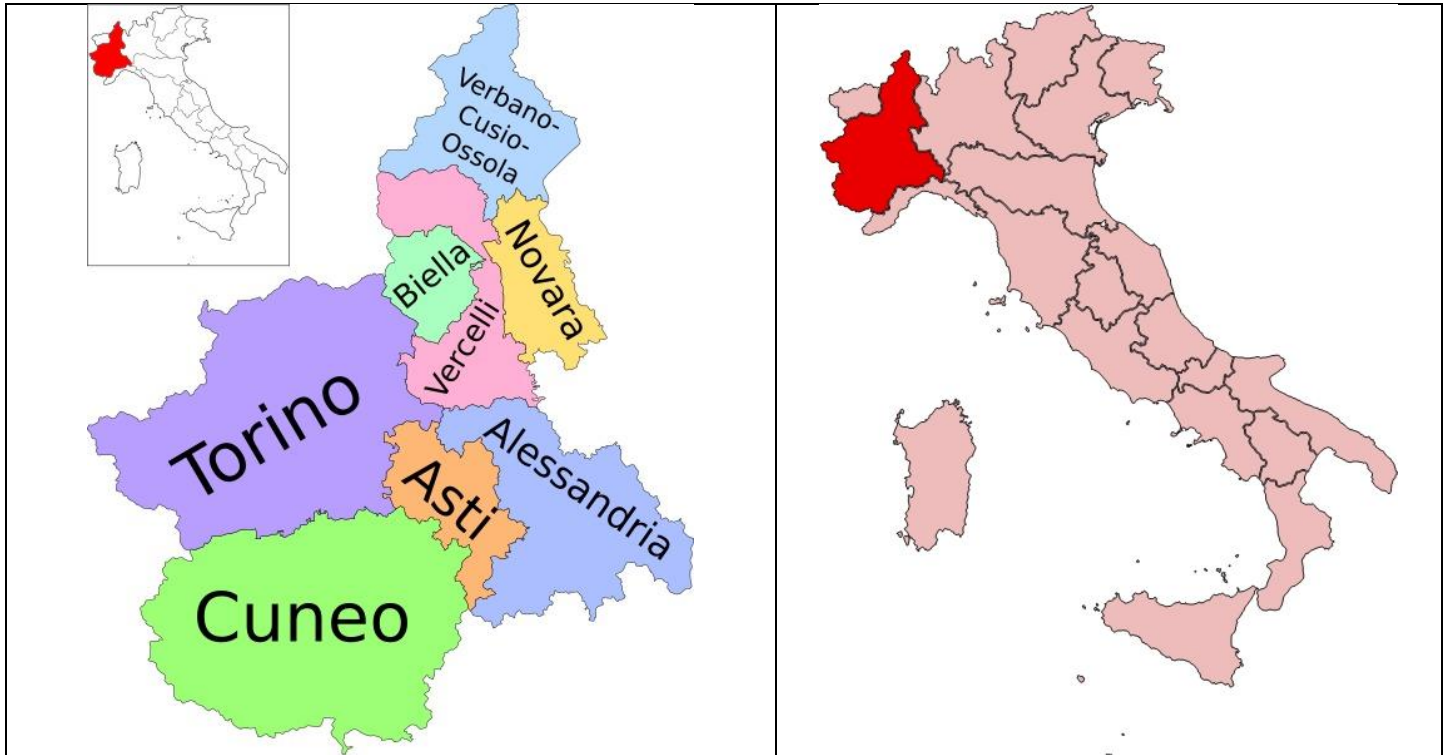 Verbano-
Cusio-
Ossola
Novara
Biella
Vercelli
Torino
Alessandria
Asti
Cuneo